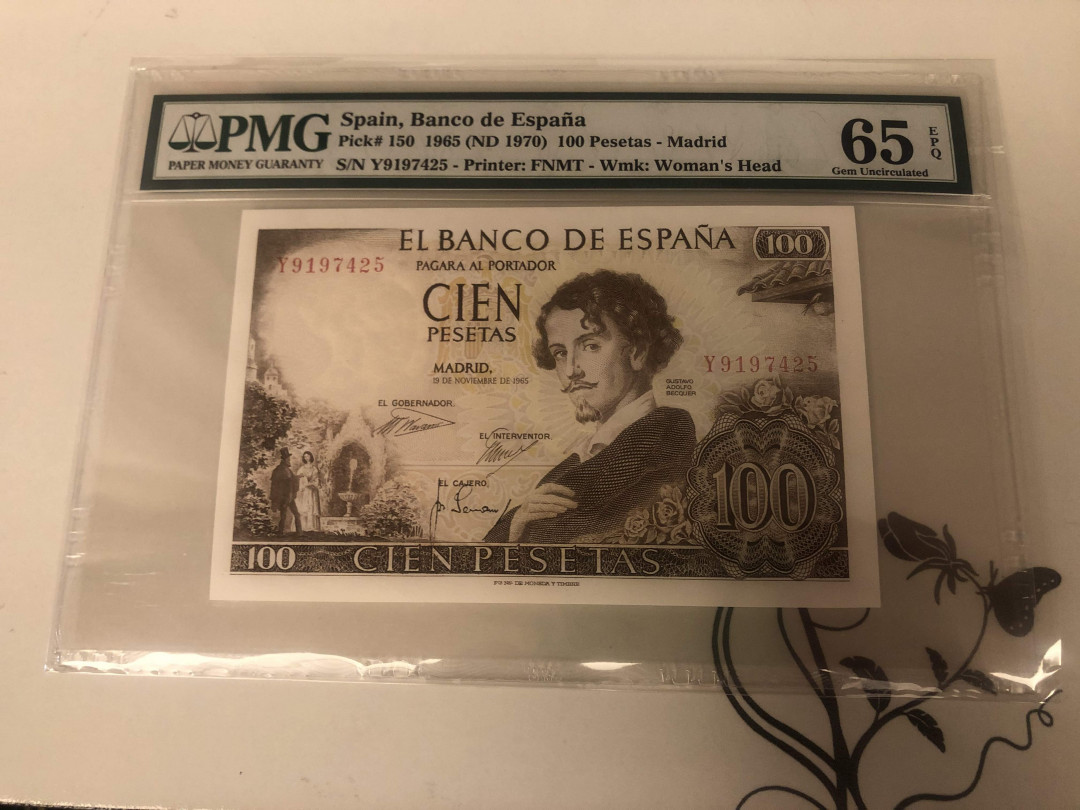 PMG
PAPER MONEY GUARANTY
Spain, Banco de España
Pick# 150 1965 (ND 1970) 100 Pesetas - Madrid
S/N Y9197425 - Printer: FNMT - Wmk: Woman's Head
65 EPQ
Gem Uncirculated
EL BANCO DE ESPAÑA
100
Y9197425
PAGARA AL PORTADOR
CIEN
PESETAS
MADRID,
19 DE NOVIEMBRE DE 1965
Y9197425
GUSTAVO
ADOLFO
BECQUER
EL GOBERNADOR.
EL INTERVENTOR.
EL CAJERO,
100
100
CIEN PESETAS
DE MONEDA Y TIMBRE